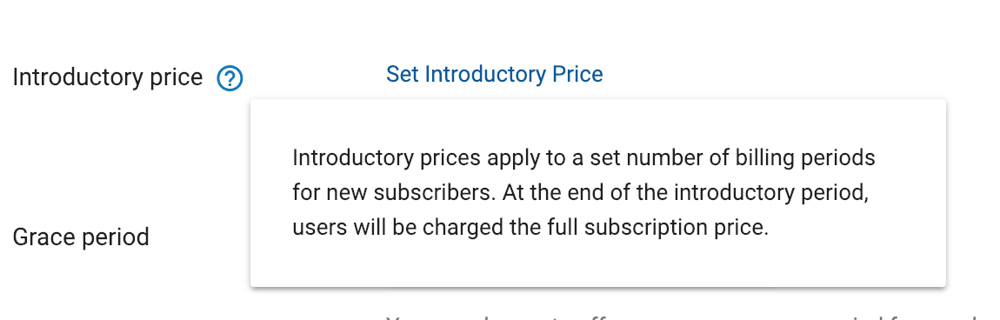 Introductory price ? Set Introductory Price
Introductory prices apply to a set number of billing periods
for new subscribers. At the end of the introductory period,
users will be charged the full subscription price.
Grace period